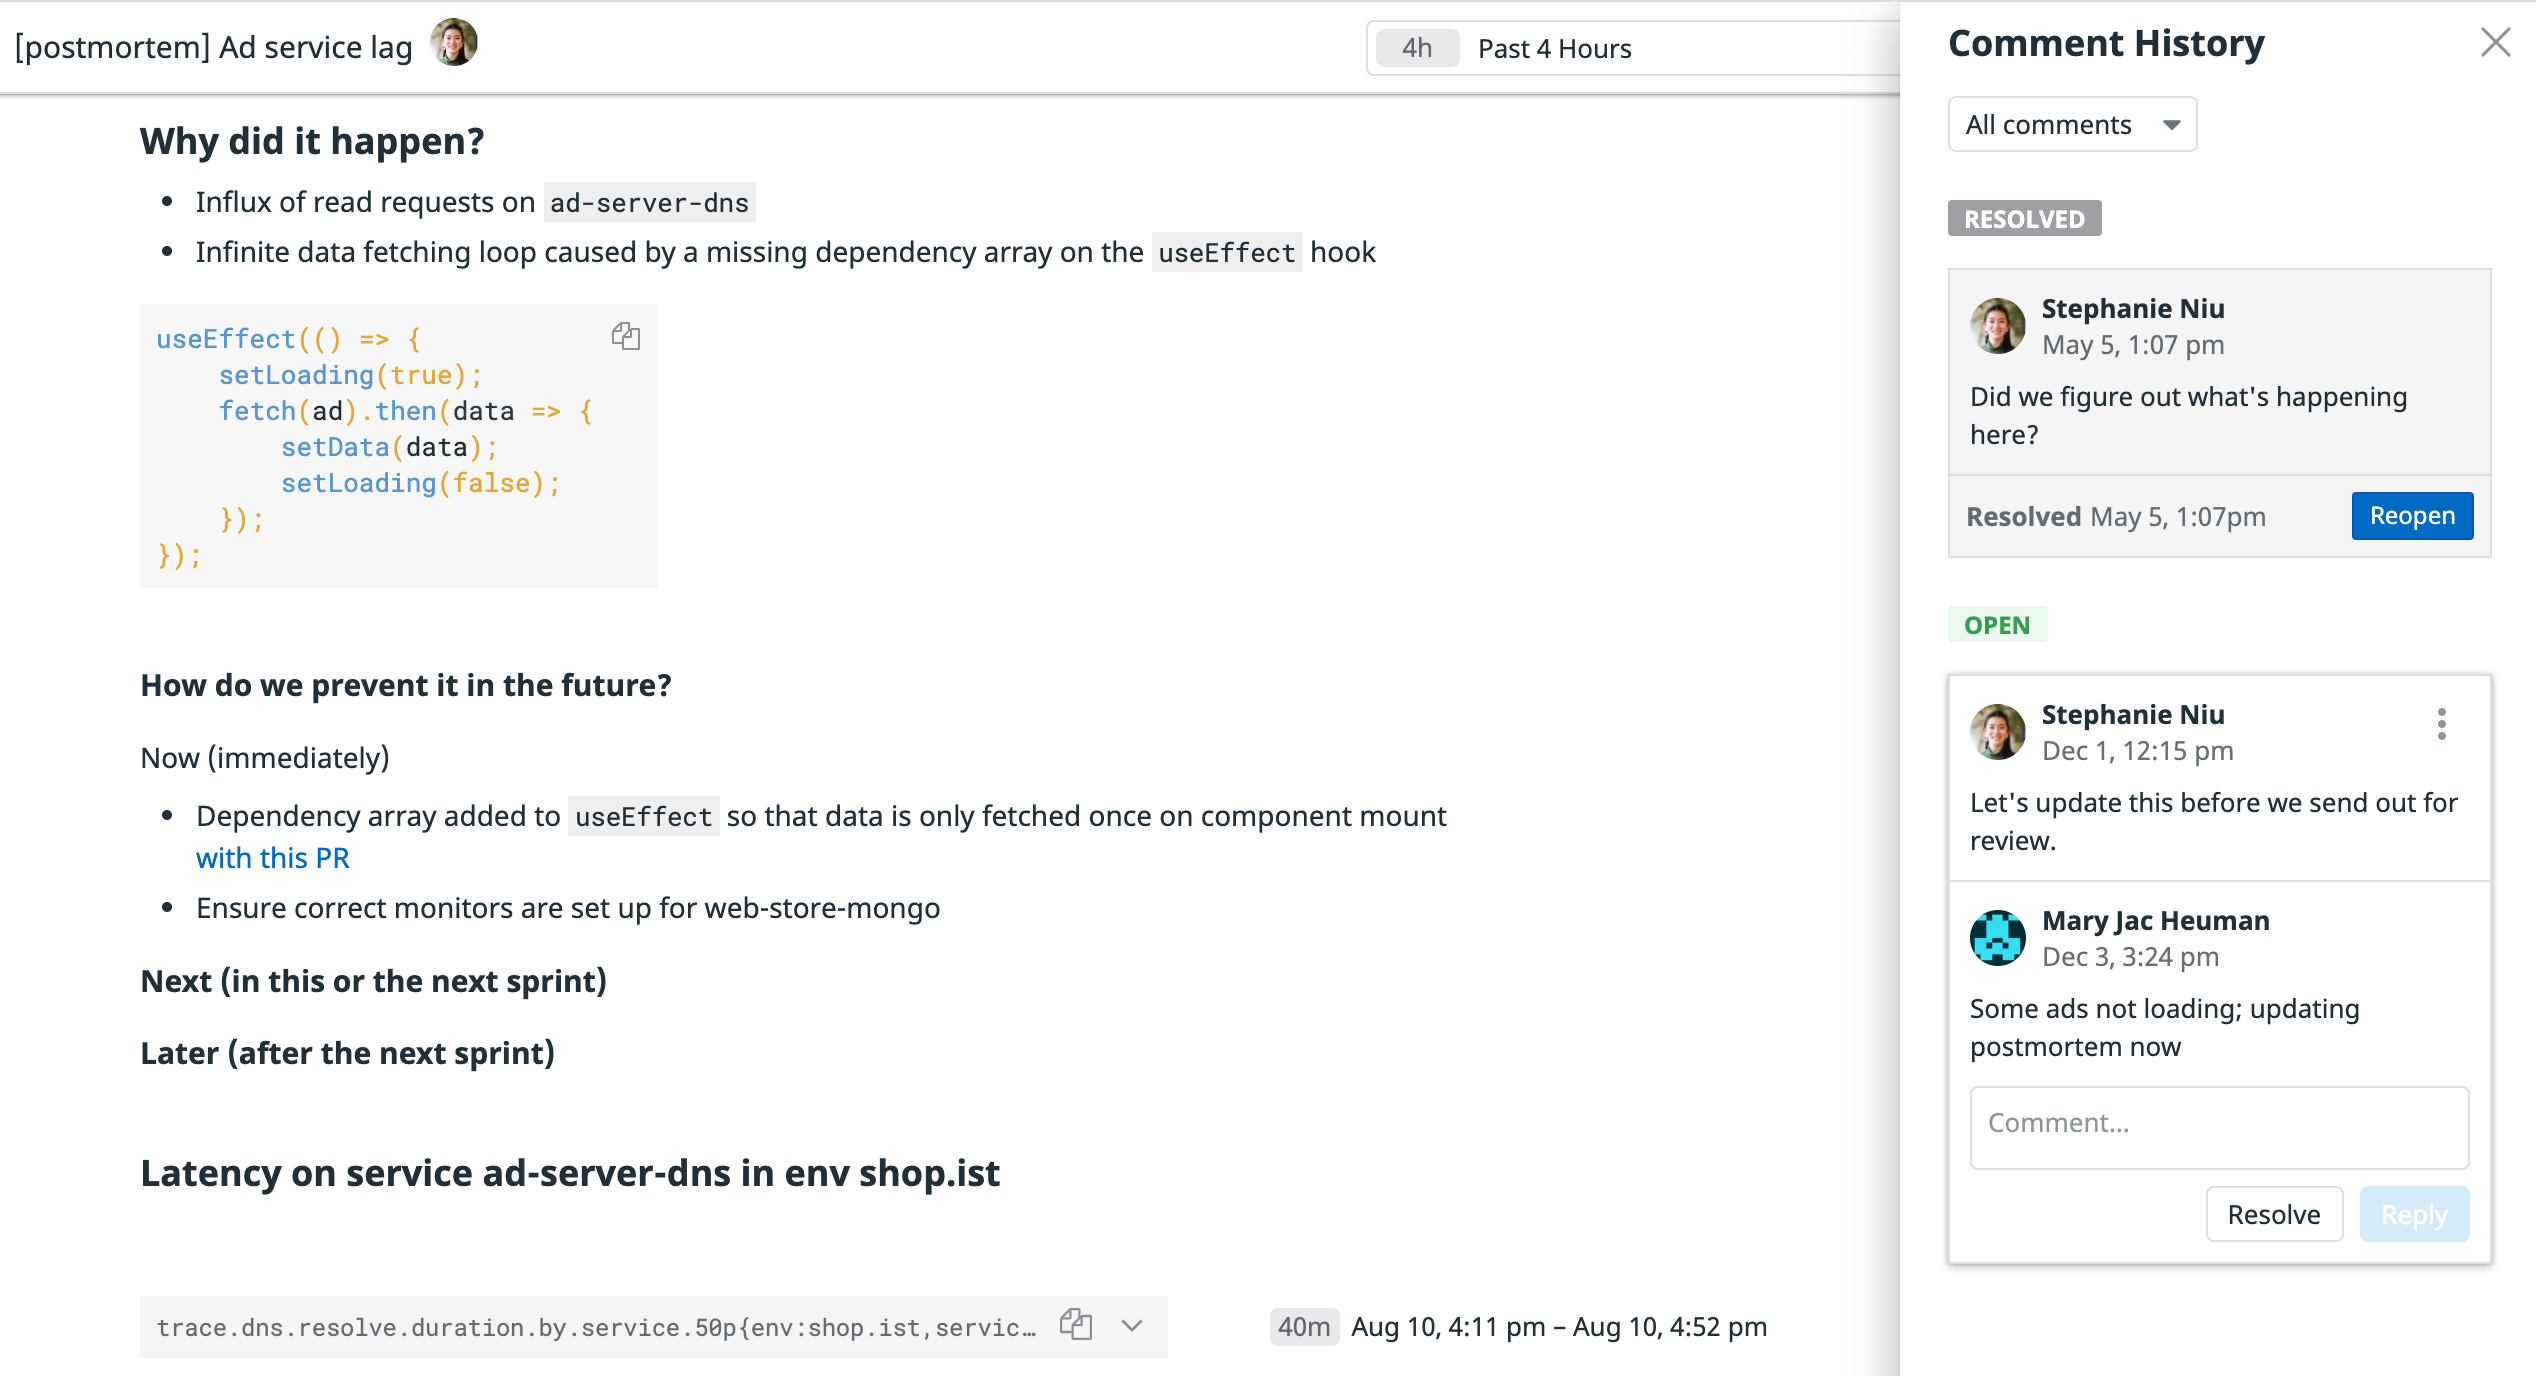 [postmortem] Ad service lag
4h Past 4 Hours
Why did it happen?
• Influx of read requests on ad-server-dns
• Infinite data fetching loop caused by a missing dependency array on the useEffect hook
useEffect(() => {
    setLoading(true);
    fetch(ad).then(data => {
        setData(data);
        setLoading(false);
    });
});
How do we prevent it in the future?
Now (immediately)
• Dependency array added to useEffect so that data is only fetched once on component mount
with this PR
• Ensure correct monitors are set up for web-store-mongo
Next (in this or the next sprint)
Later (after the next sprint)
Latency on service ad-server-dns in env shop.ist
trace.dns.resolve.duration.by.service.50p{env:shop.ist,servic…
40m Aug 10, 4:11 pm – Aug 10, 4:52 pm
Comment History
All comments
RESOLVED
Stephanie Niu
May 5, 1:07 pm
Did we figure out what's happening
here?
Resolved May 5, 1:07pm
Reopen
OPEN
Stephanie Niu
Dec 1, 12:15 pm
Let's update this before we send out for
review.
Mary Jac Heuman
Dec 3, 3:24 pm
Some ads not loading; updating
postmortem now
Comment...
Resolve
Reply